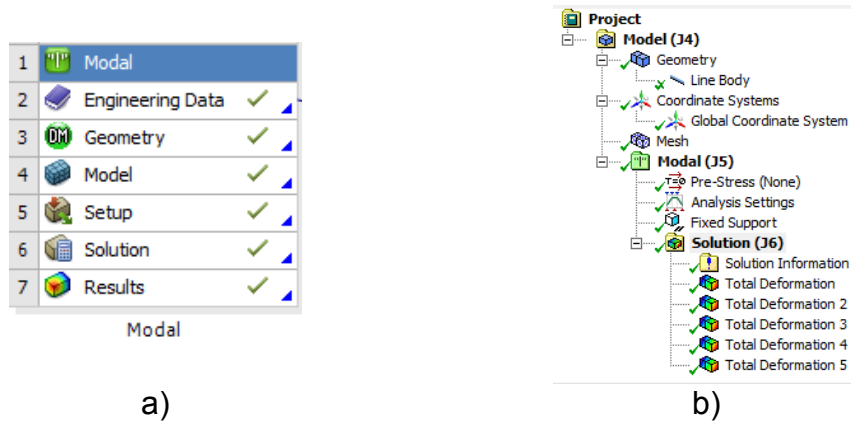 1 Modal
2 Engineering Data
3 DM Geometry
4 Model
5 Setup
6 Solution
7 Results
Modal
a)
Project
Model (J4)
Geometry
Line Body
Coordinate Systems
Global Coordinate System
Mesh
Modal (J5)
T=0 Pre-Stress (None)
Analysis Settings
Fixed Support
Solution (J6)
Solution Information
Total Deformation
Total Deformation 2
Total Deformation 3
Total Deformation 4
Total Deformation 5
b)